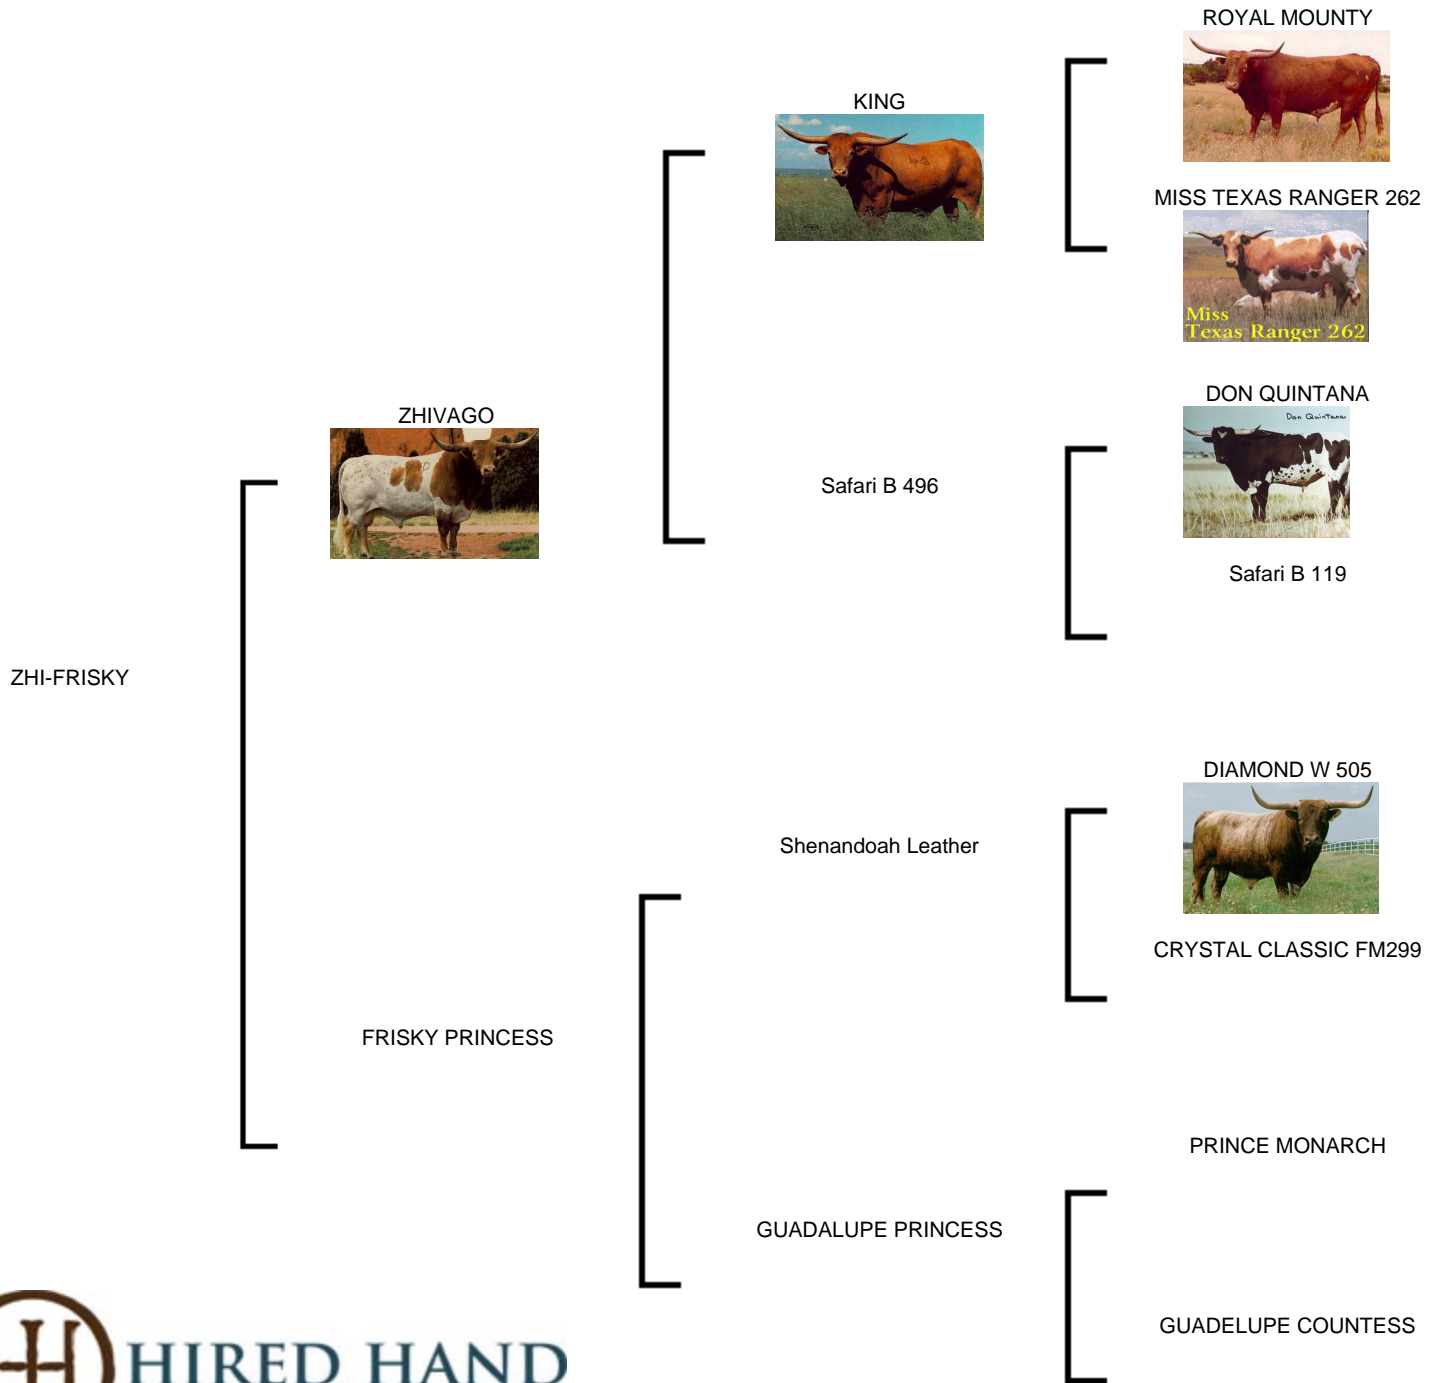 ROYAL MOUNTY
KING
MISS TEXAS RANGER 262
Miss
Texas Ranger 262
DON QUINTANA
Don Quintana
ZHIVAGO
Safari B 496
Safari B 119
ZHI-FRISKY
DIAMOND W 505
Shenandoah Leather
CRYSTAL CLASSIC FM299
FRISKY PRINCESS
PRINCE MONARCH
GUADALUPE PRINCESS
GUADELUPE COUNTESS
H HIRED HAND